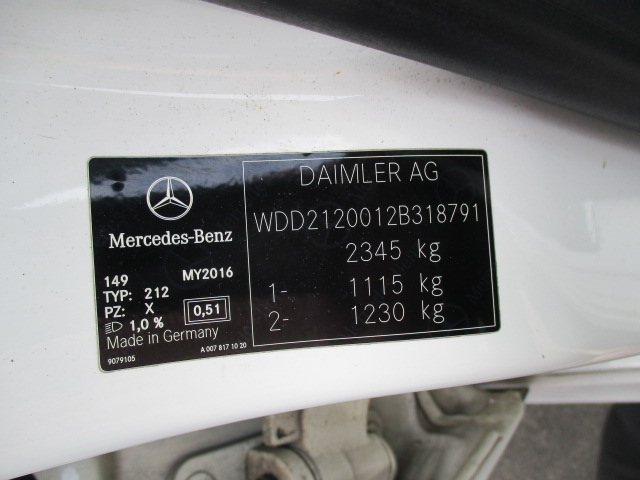 Mercedes-Benz
149 MY2016
TYP: 212
PZ: X 0,51
1,0 %
Made in Germany
9079105 A 007 817 10 20
DAIMLER AG
WDD2120012B318791
2345 kg
1- 1115 kg
2- 1230 kg